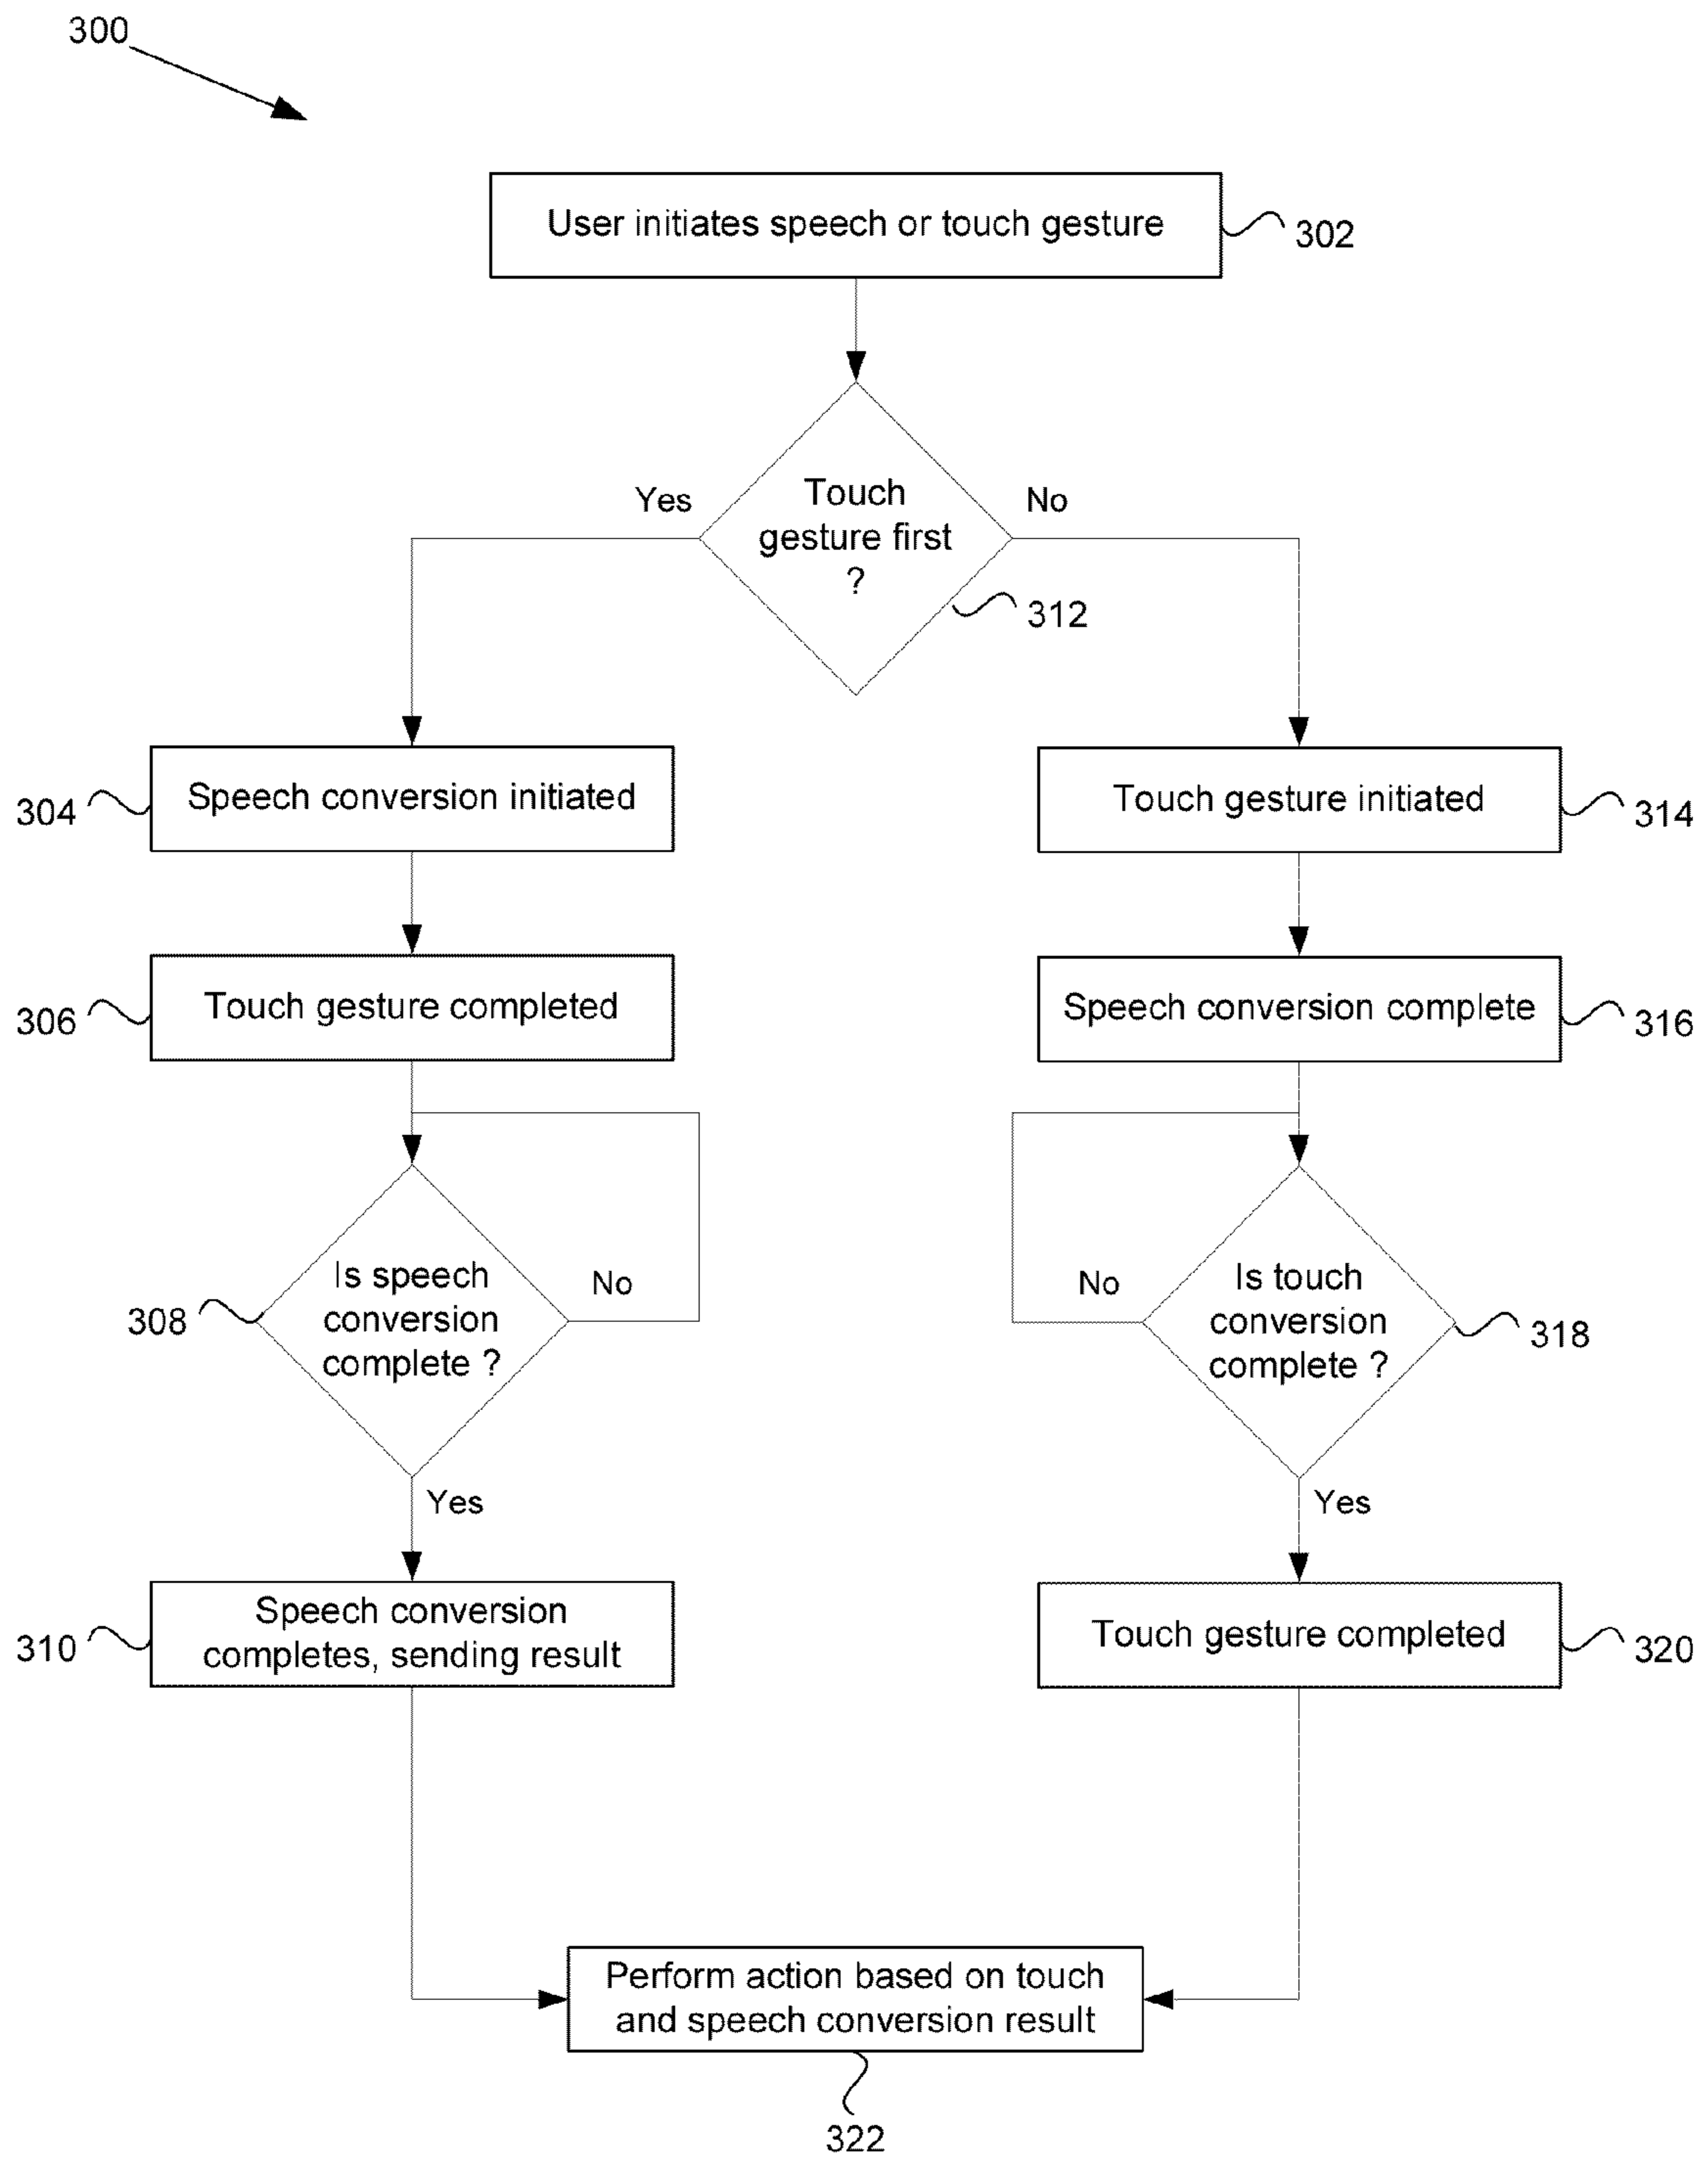 300
User initiates speech or touch gesture
302
Touch
gesture first
?
Yes
No
312
Speech conversion initiated
304
Touch gesture initiated
314
Touch gesture completed
306
Speech conversion complete
316
Is speech
conversion
complete ?
No
308
Yes
Is touch
conversion
complete ?
No
318
Yes
Speech conversion
completes, sending result
310
Touch gesture completed
320
Perform action based on touch
and speech conversion result
322